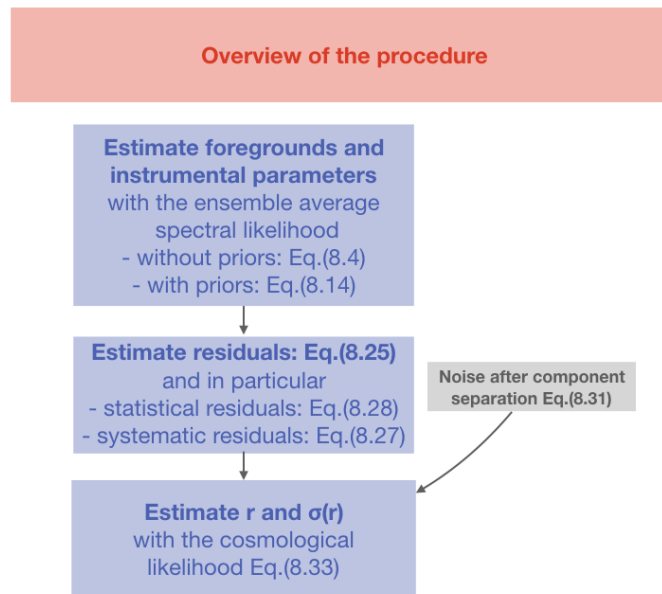 Overview of the procedure
Estimate foregrounds and
instrumental parameters
with the ensemble average
spectral likelihood
- without priors: Eq.(8.4)
- with priors: Eq.(8.14)
Estimate residuals: Eq.(8.25)
and in particular
- statistical residuals: Eq.(8.28)
- systematic residuals: Eq.(8.27)
Noise after component
separation Eq.(8.31)
Estimate r and σ(r)
with the cosmological
likelihood Eq.(8.33)